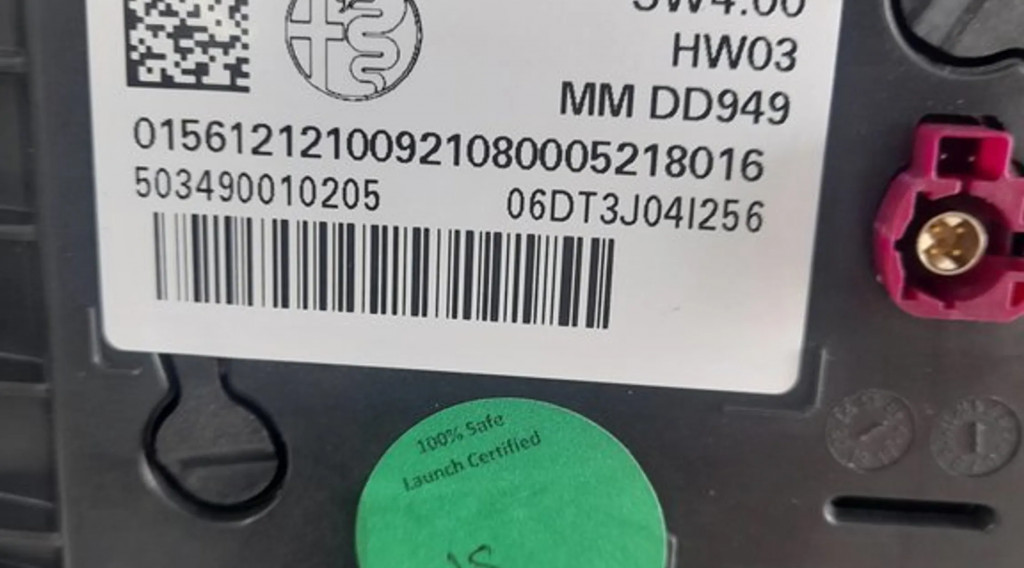 SW4.00
HW03
MM DD949
01561212100921080005218016
503490010205 06DT3J04I256
100% Safe
Launch Certified